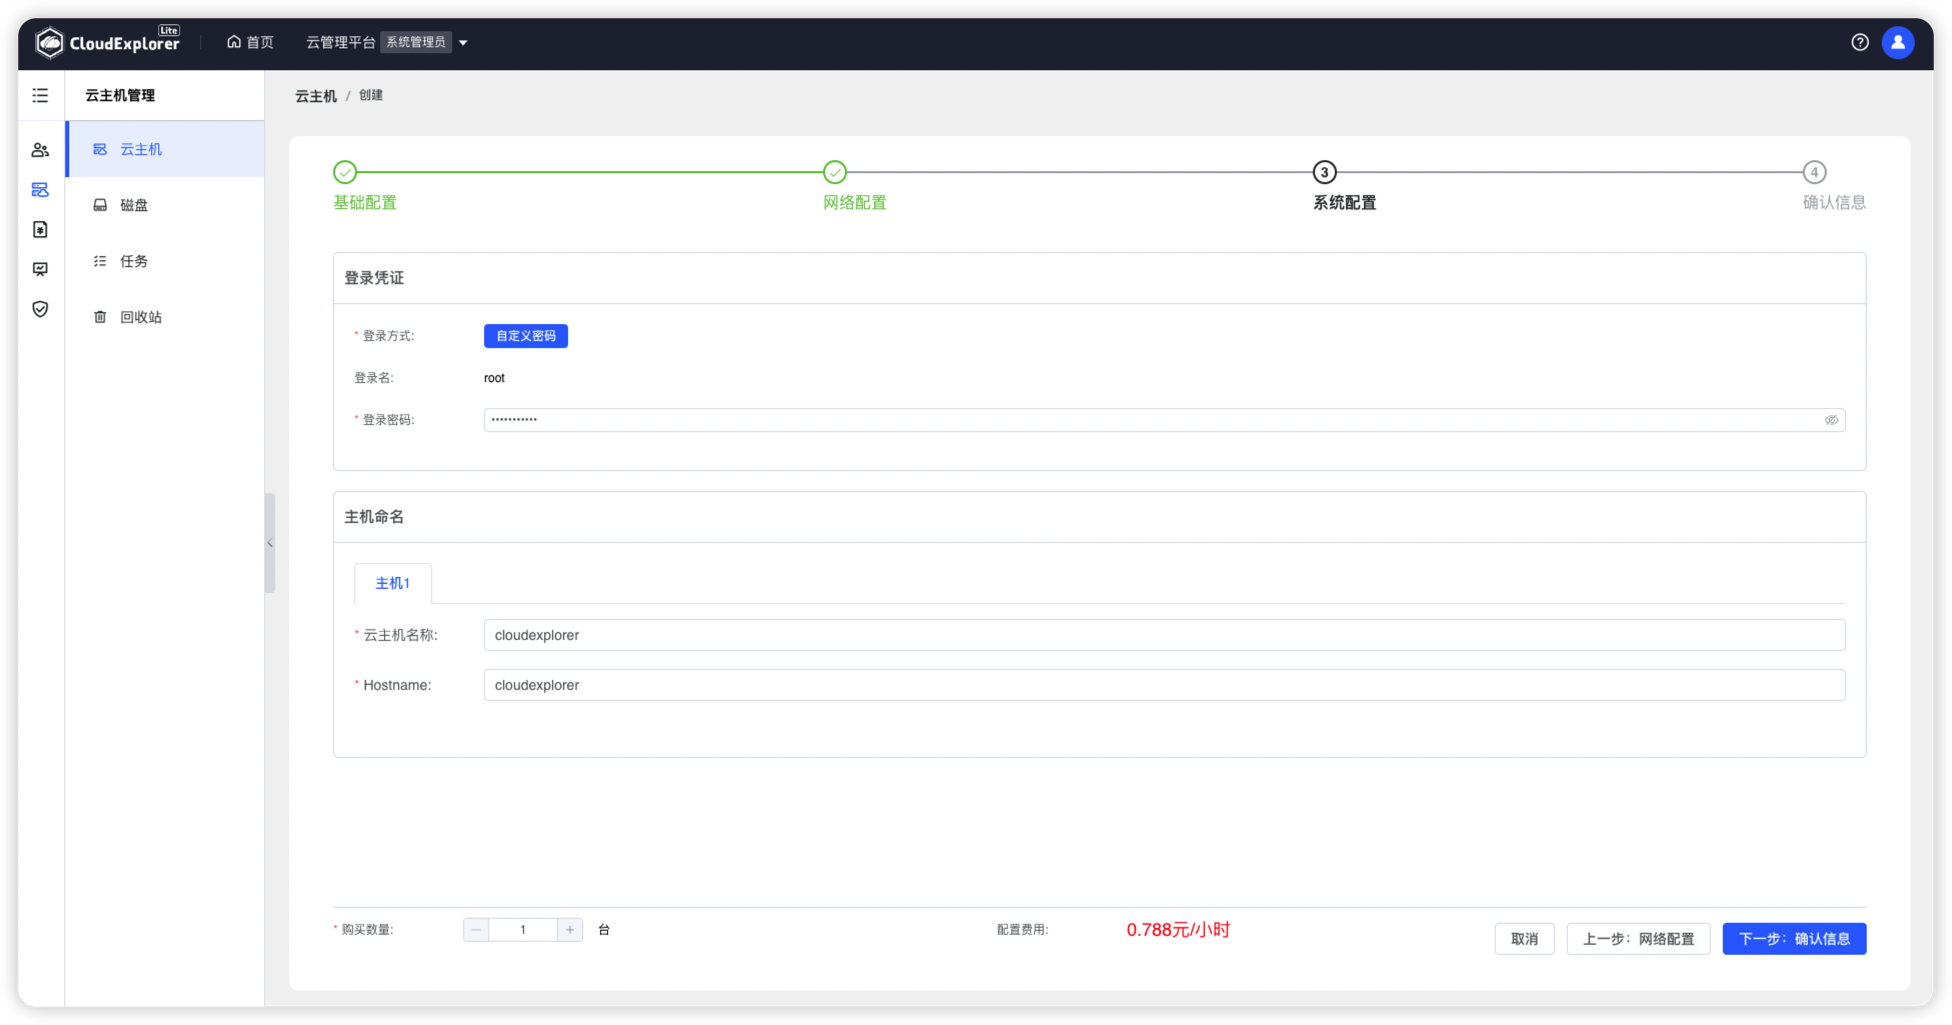 CloudExplorer Lite
首页
云管理平台 系统管理员
云主机管理
云主机
磁盘
任务
回收站
云主机 / 创建
基础配置
网络配置
3
系统配置
4
确认信息
登录凭证
* 登录方式: 自定义密码
登录名: root
* 登录密码: •••••••••••
主机命名
主机1
* 云主机名称: cloudexplorer
* Hostname: cloudexplorer
* 购买数量: − 1 + 台
配置费用: 0.788元/小时
取消
上一步：网络配置
下一步：确认信息